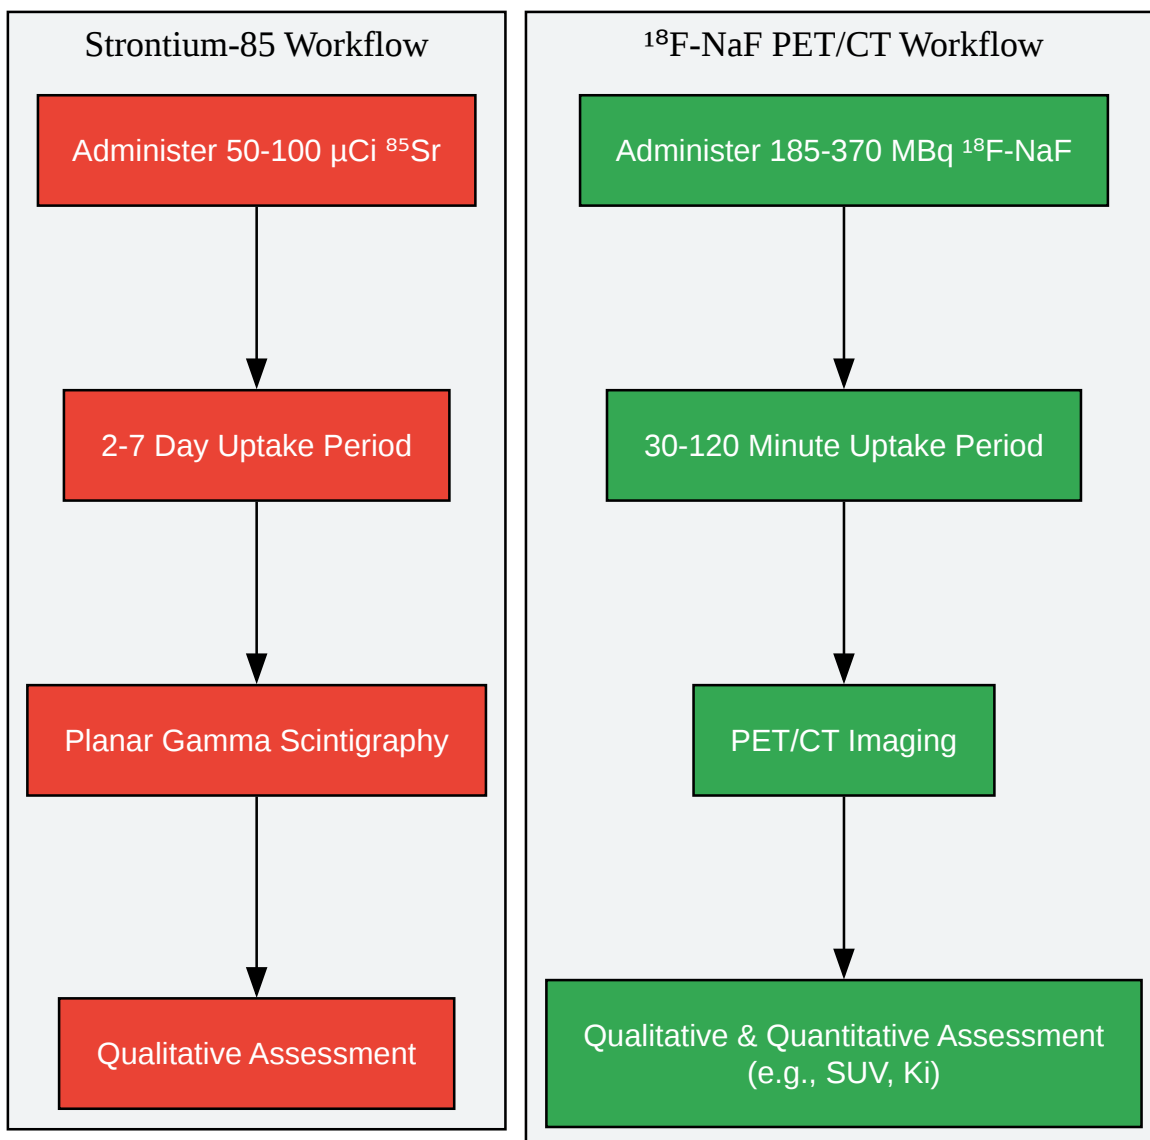 Strontium-85 Workflow
Administer 50-100 µCi ⁸⁵Sr
2-7 Day Uptake Period
Planar Gamma Scintigraphy
Qualitative Assessment
¹⁸F-NaF PET/CT Workflow
Administer 185-370 MBq ¹⁸F-NaF
30-120 Minute Uptake Period
PET/CT Imaging
Qualitative & Quantitative Assessment
(e.g., SUV, Ki)